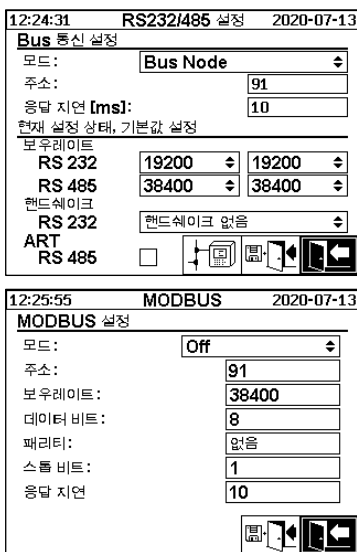 12:24:31 RS232/485 설정 2020-07-13
Bus 통신 설정
모드: Bus Node
주소: 91
응답 지연 [ms]: 10
현재 설정 상태, 기본값 설정
보우레이트
RS 232 19200 19200
RS 485 38400 38400
핸드쉐이크
RS 232 핸드쉐이크 없음
ART
RS 485
12:25:55 MODBUS 2020-07-13
MODBUS 설정
모드: Off
주소: 91
보우레이트: 38400
데이터 비트: 8
패리티: 없음
스톱 비트: 1
응답 지연 10